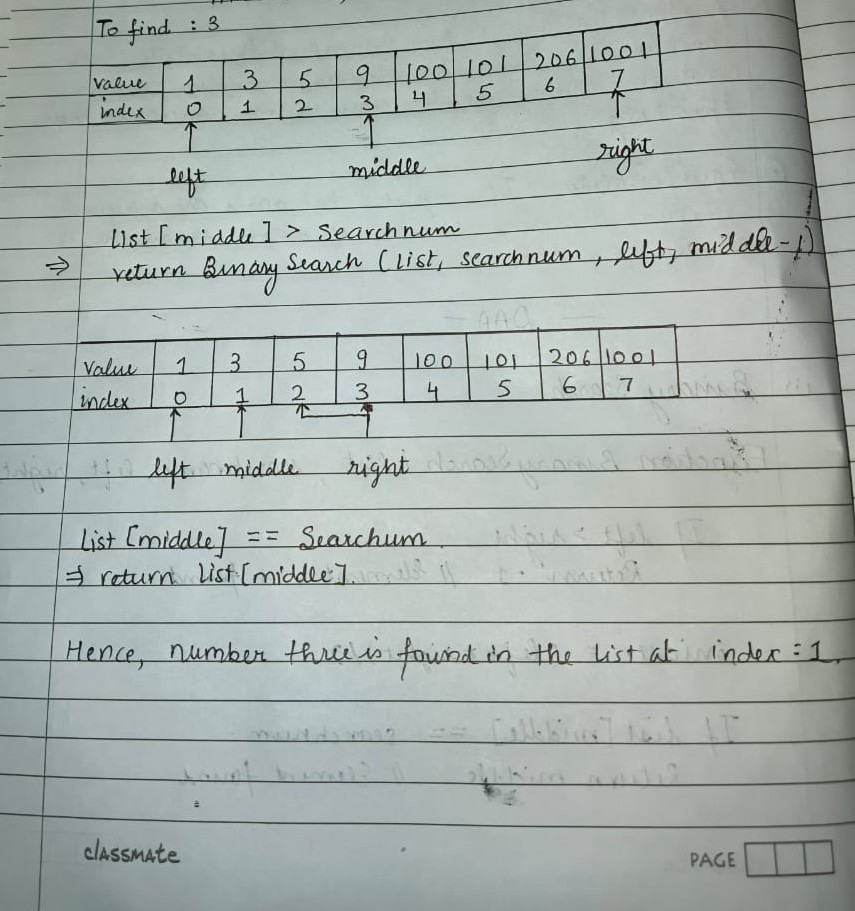 To find : 3
value 1 3 5 9 100 101 206 1001
index 0 1 2 3 4 5 6 7
left middle right
List [middle] > Searchnum
⇒ return Binary Search (list, searchnum, left, middle-1)
value 1 3 5 9 100 101 206 1001
index 0 1 2 3 4 5 6 7
left middle right
List [middle] == Searchum.
⇒ return list[middle].
Hence, number three is found in the list at index = 1.
classmate
PAGE